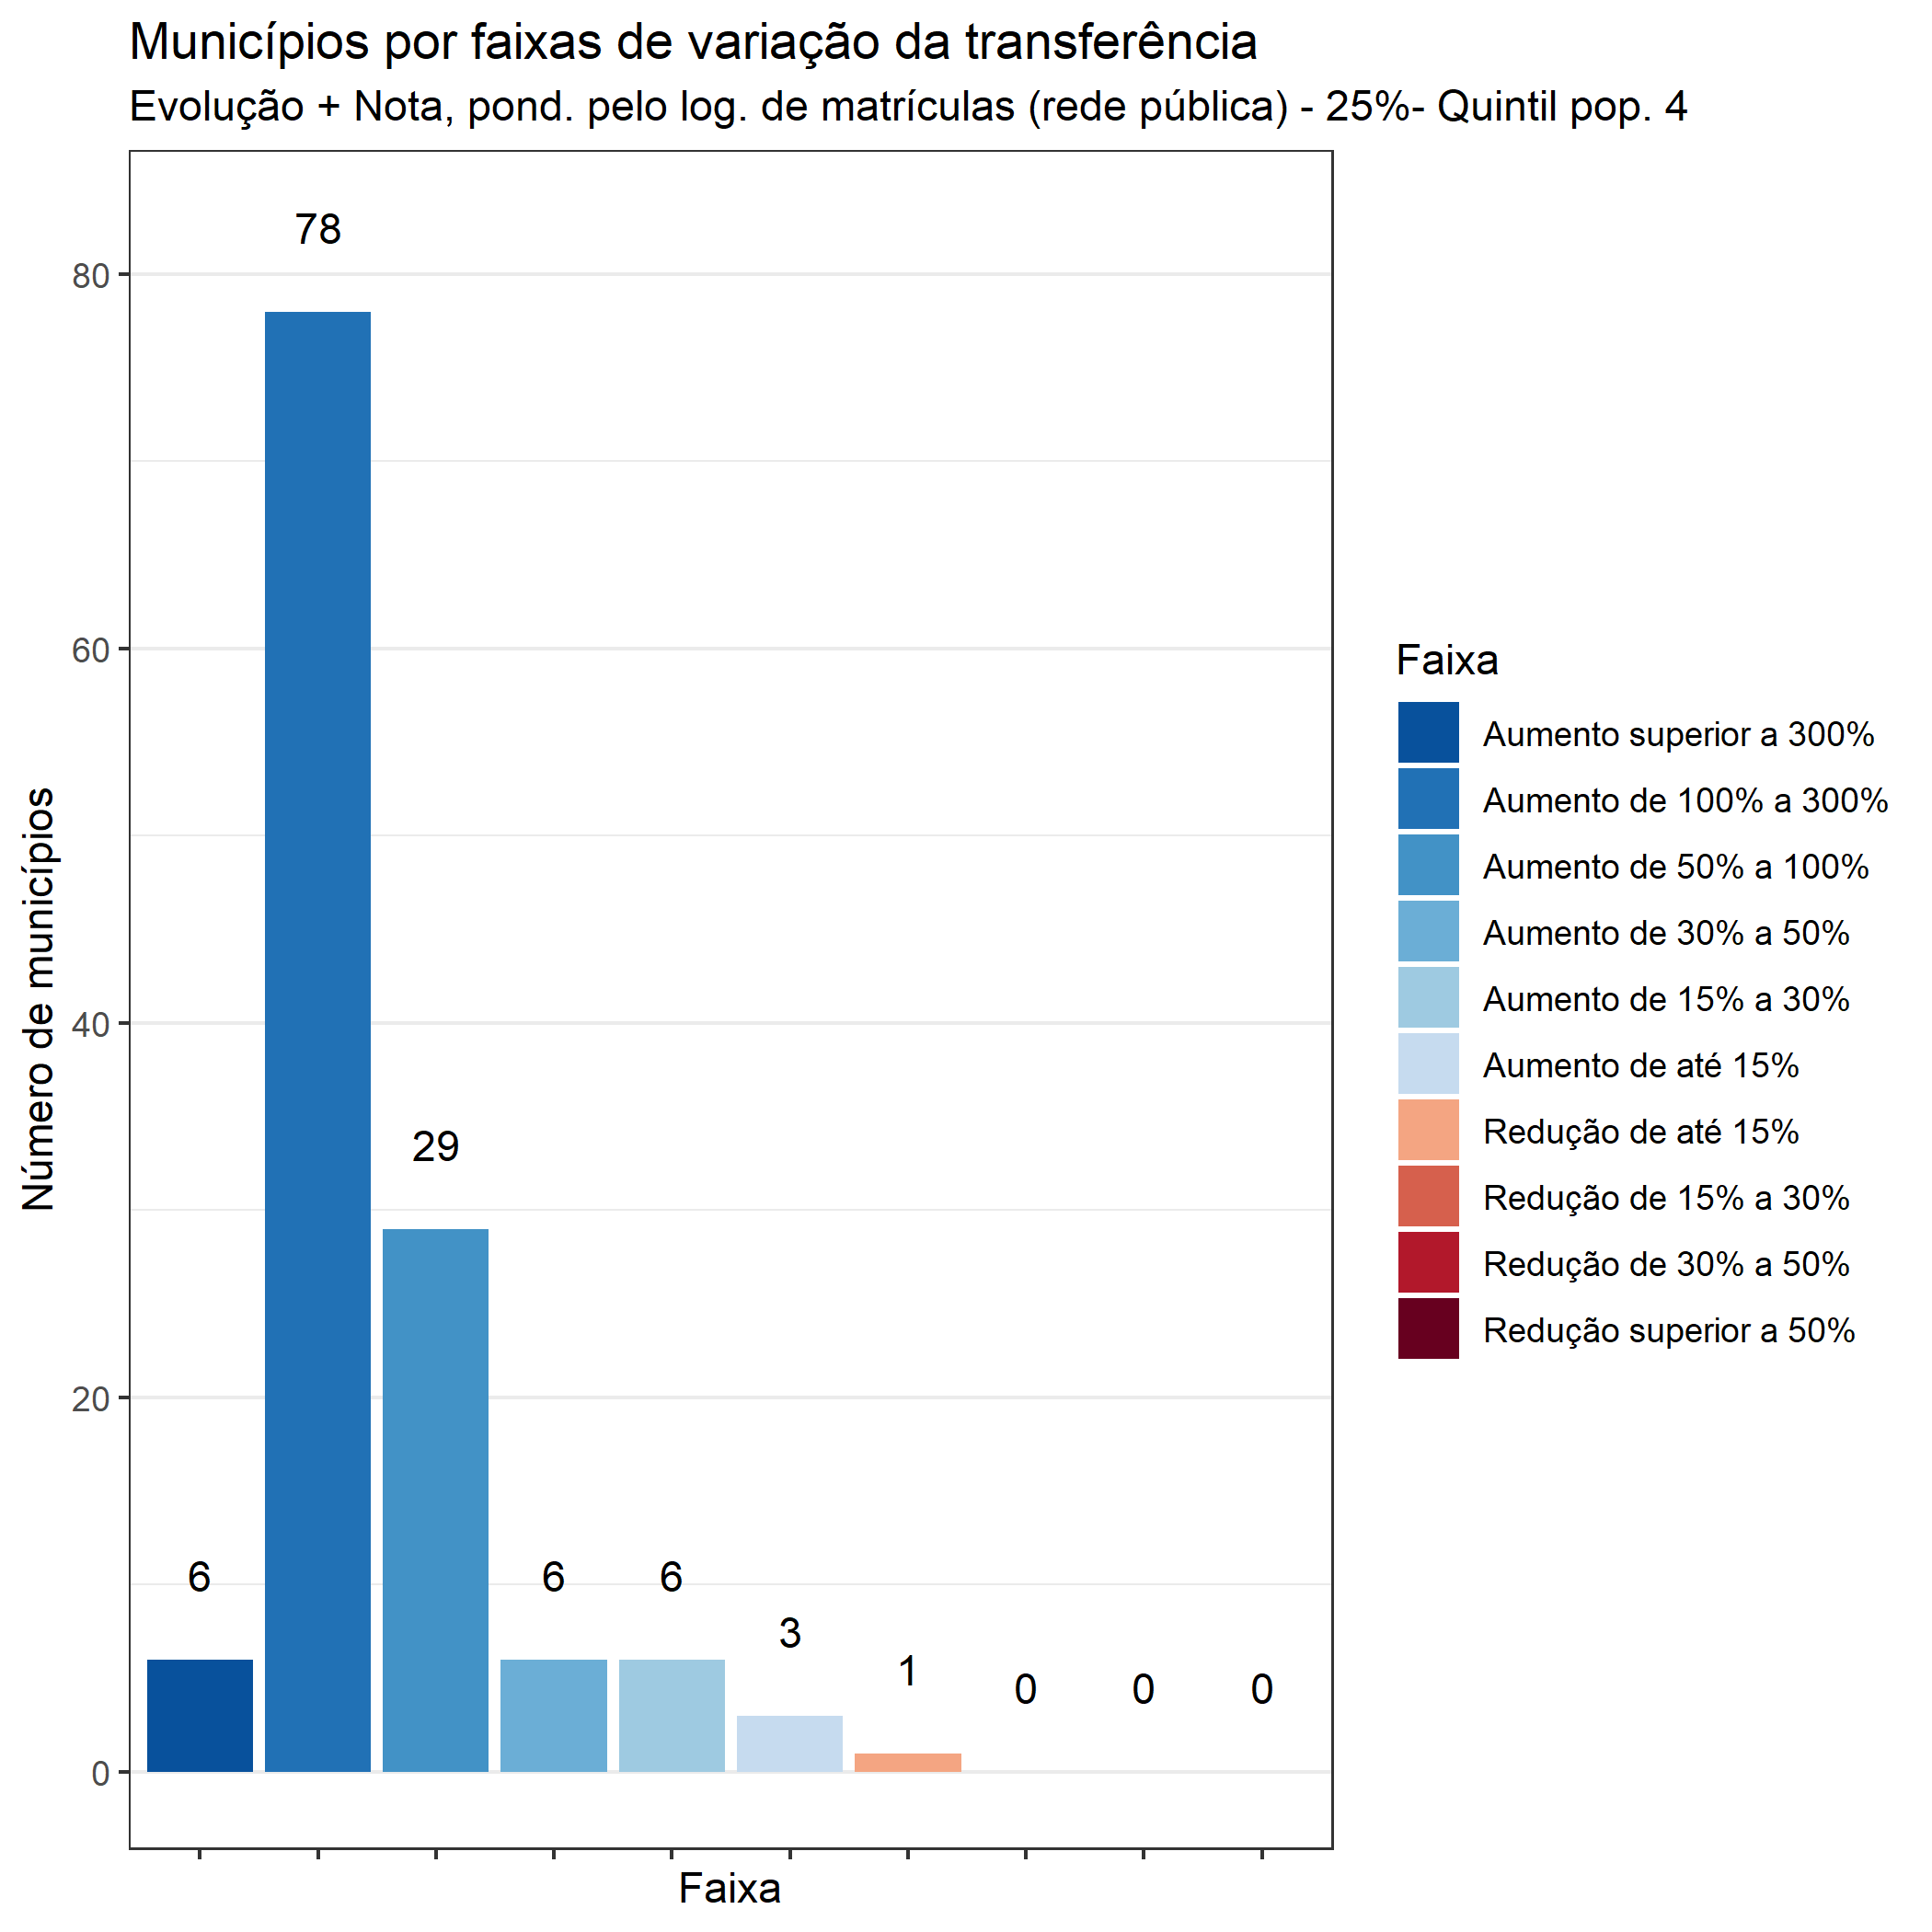 Municípios por faixas de variação da transferência
Evolução + Nota, pond. pelo log. de matrículas (rede pública) - 25%- Quintil pop. 4
Número de municípios
80
60
40
20
0
78
29
6
6
6
3
1
0
0
0
Faixa
Faixa
Aumento superior a 300%
Aumento de 100% a 300%
Aumento de 50% a 100%
Aumento de 30% a 50%
Aumento de 15% a 30%
Aumento de até 15%
Redução de até 15%
Redução de 15% a 30%
Redução de 30% a 50%
Redução superior a 50%